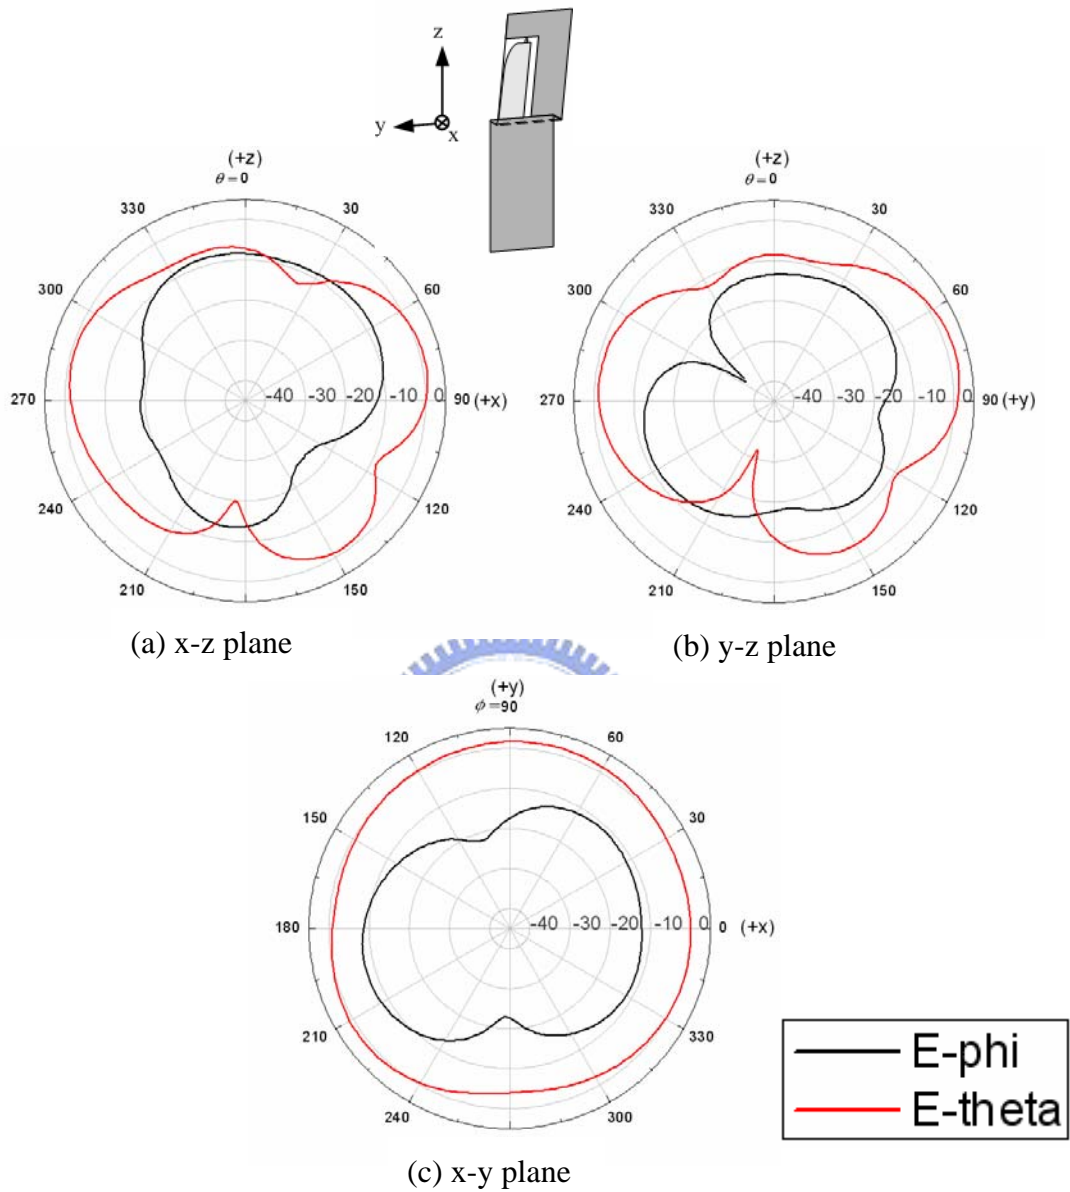 z
y
x
(+z)
θ=0
330
30
300
60
270
-40 -30 -20 -10 0
90 (+x)
240
120
210
150
(a) x-z plane
(+z)
θ=0
330
30
300
60
270
-40 -30 -20 -10 0
90 (+y)
240
120
210
150
(b) y-z plane
(+y)
ϕ=90
120
60
150
30
180
-40 -30 -20 -10 0
0 (+x)
210
330
240
300
E-phi
E-theta
(c) x-y plane